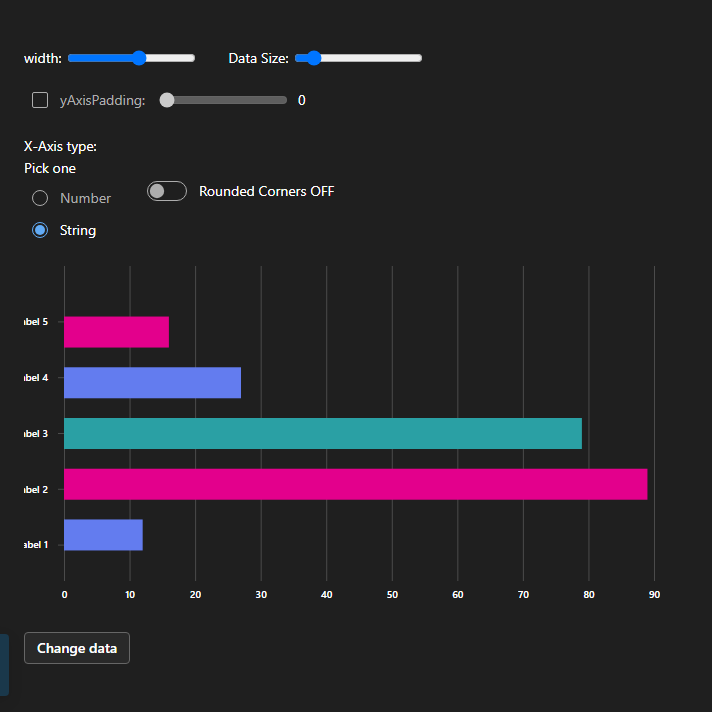 width:
Data Size:
yAxisPadding:
0
X-Axis type:
Pick one
Number
Rounded Corners OFF
String
abel 5
abel 4
abel 3
abel 2
abel 1
0 10 20 30 40 50 60 70 80 90
Change data